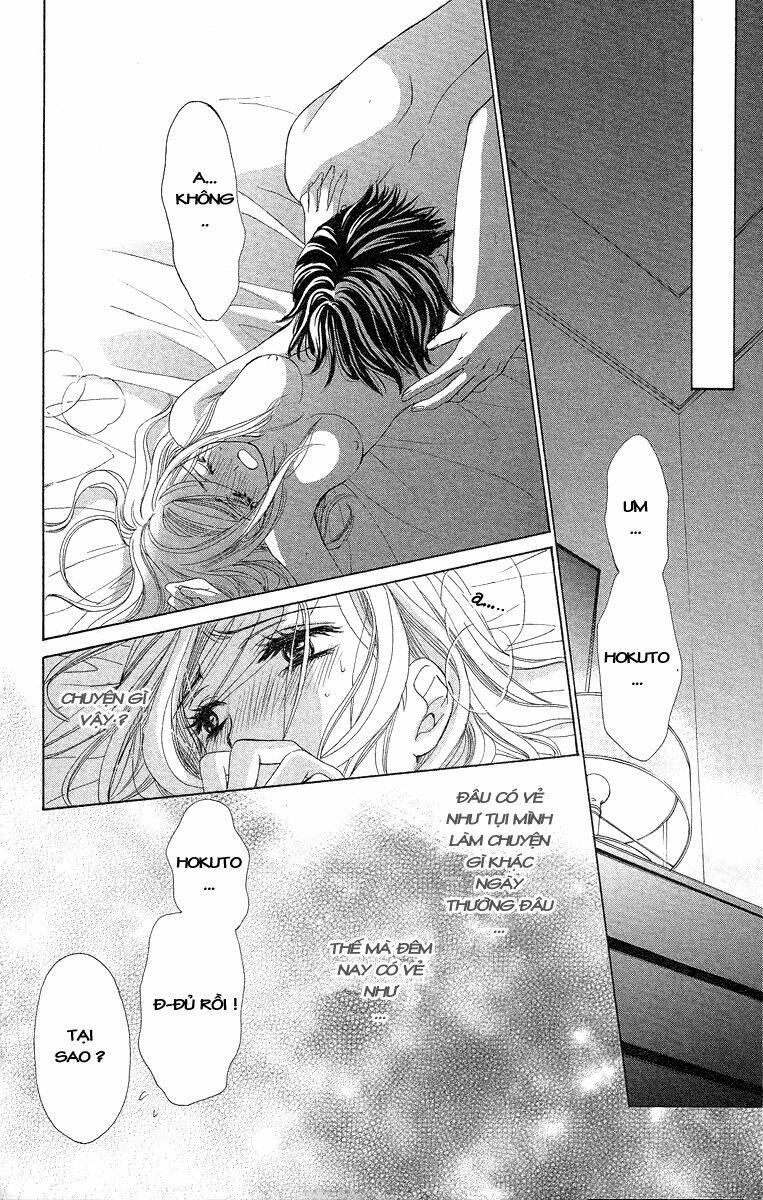 ƯM
...
HOKUTO
...
A...
KHÔNG
..
a.....
CHUYỆN GÌ
VẬY ?
ĐÂU CÓ VẺ
NHƯ TỤI MÌNH
LÀM CHUYỆN
GÌ KHÁC
NGÀY
THƯỜNG ĐÂU
...
THẾ MÀ ĐÊM
NAY CÓ VẺ
NHƯ
...
HOKUTO
...
Đ-ĐỦ RỒI !
TẠI
SAO ?